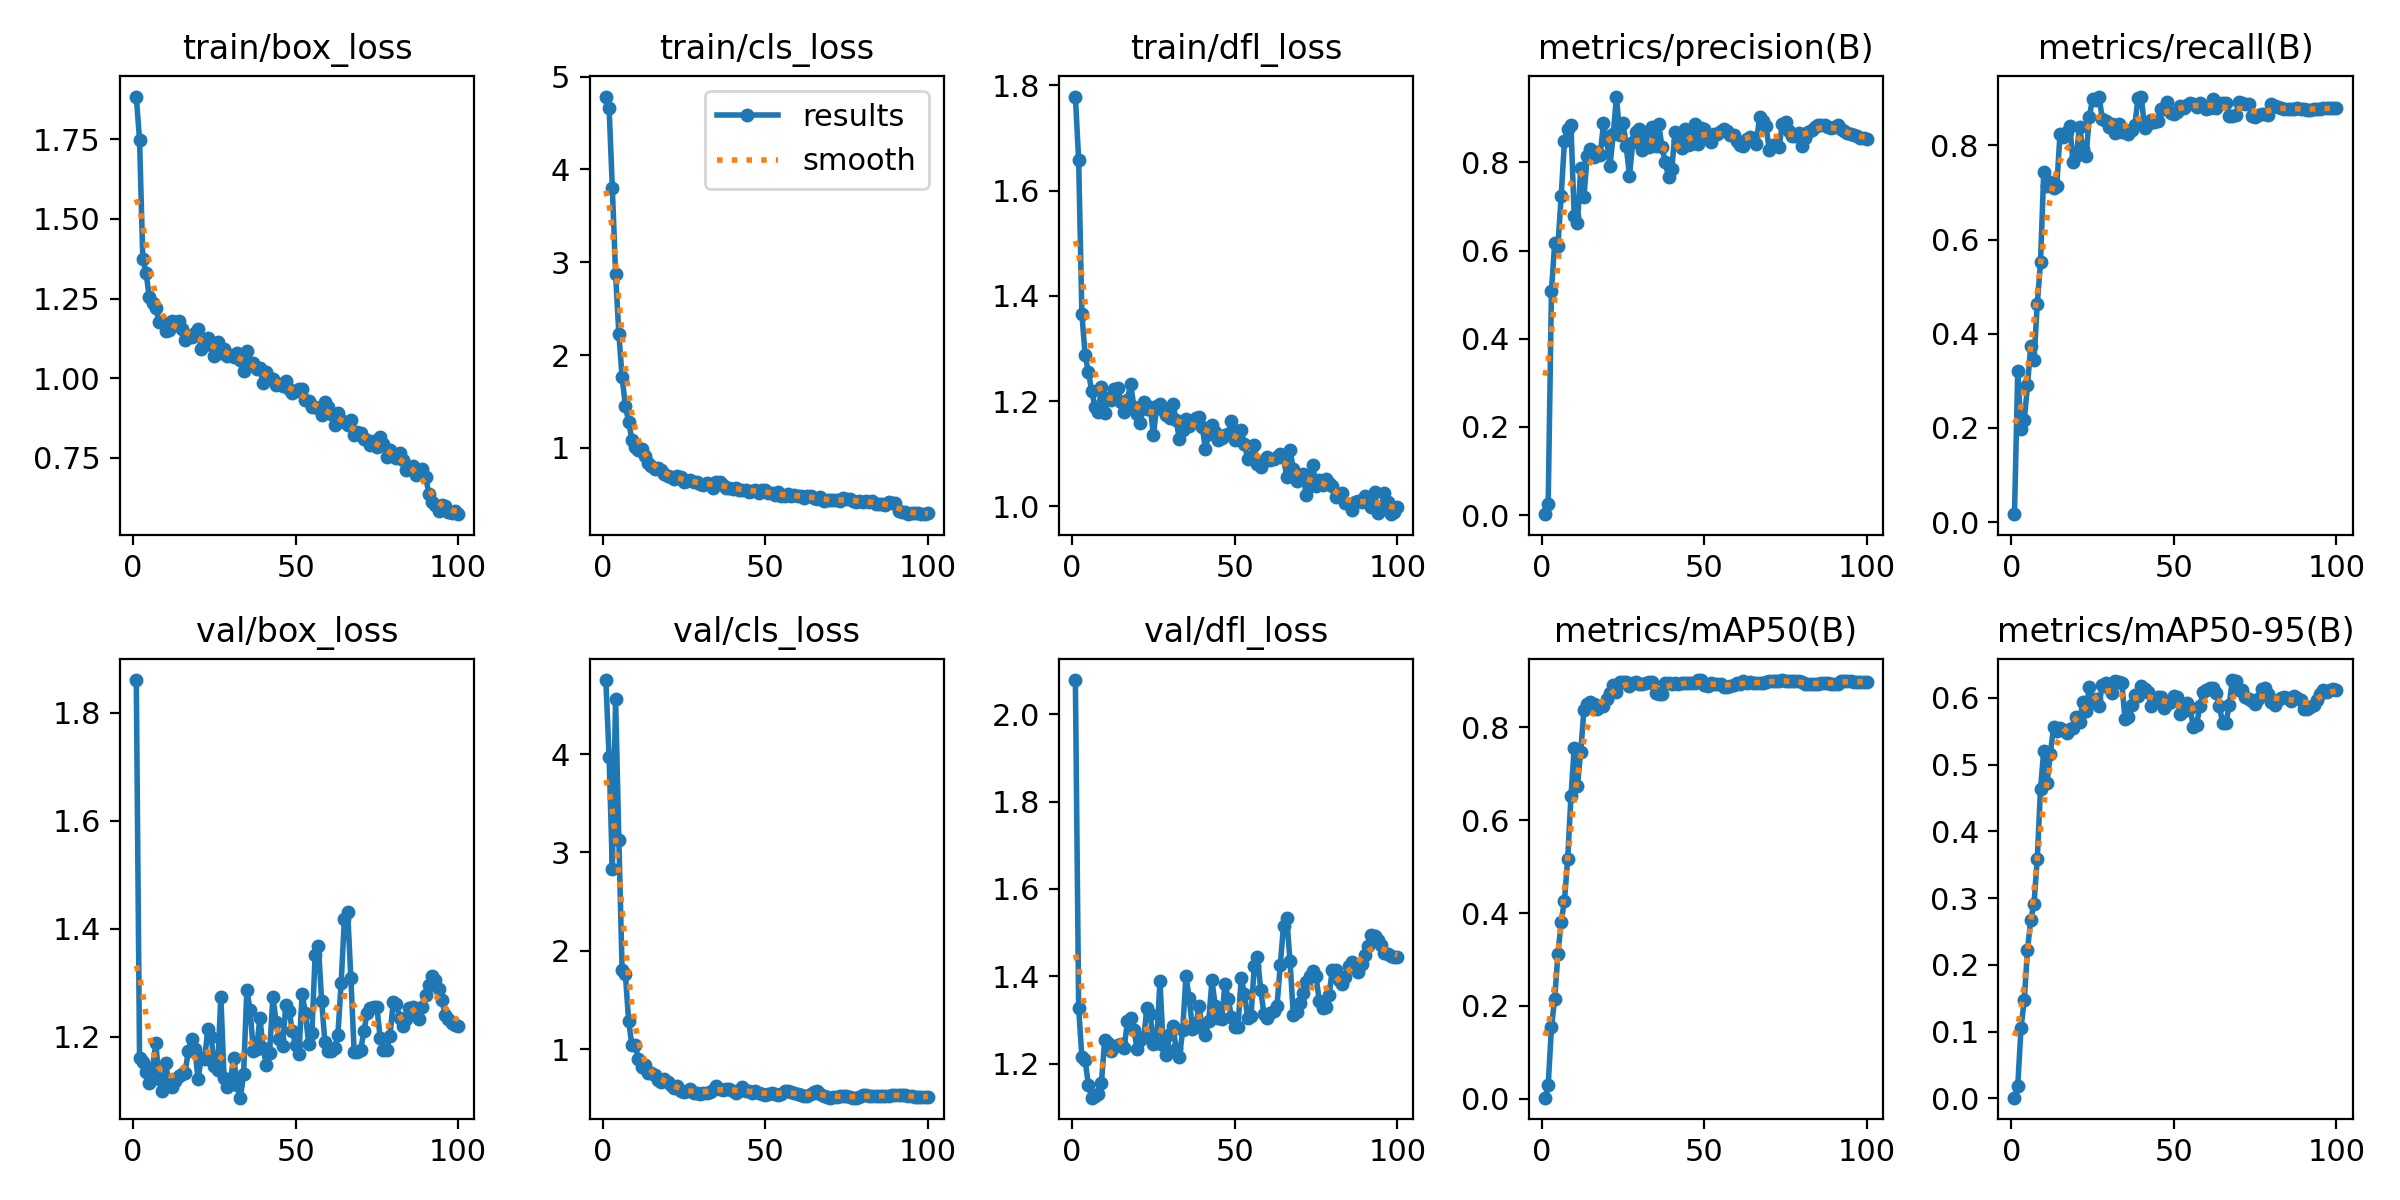 train/box_loss
1.75
1.50
1.25
1.00
0.75
0 50 100
train/cls_loss
results
smooth
5
4
3
2
1
0 50 100
train/dfl_loss
1.8
1.6
1.4
1.2
1.0
0 50 100
metrics/precision(B)
0.8
0.6
0.4
0.2
0.0
0 50 100
metrics/recall(B)
0.8
0.6
0.4
0.2
0.0
0 50 100
val/box_loss
1.8
1.6
1.4
1.2
0 50 100
val/cls_loss
4
3
2
1
0 50 100
val/dfl_loss
2.0
1.8
1.6
1.4
1.2
0 50 100
metrics/mAP50(B)
0.8
0.6
0.4
0.2
0.0
0 50 100
metrics/mAP50-95(B)
0.6
0.5
0.4
0.3
0.2
0.1
0.0
0 50 100